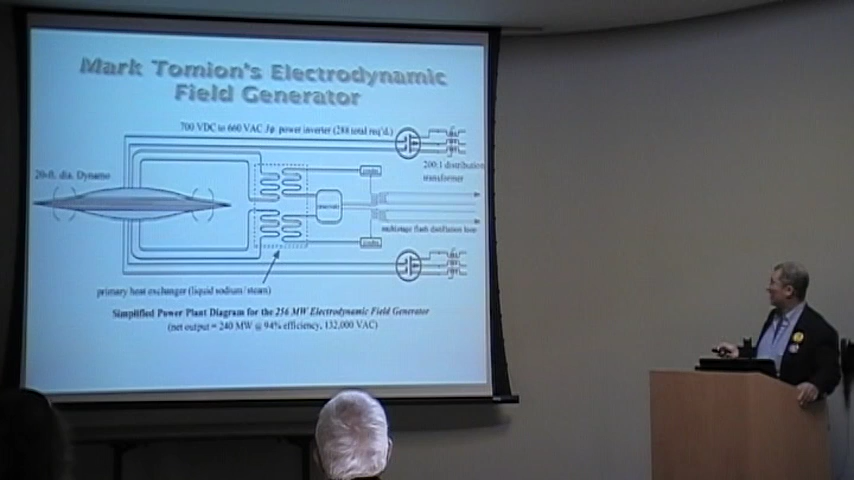 Mark Tomion's Electrodynamic
Field Generator
700 VDC to 660 VAC 3φ power inverter (288 total req'd.)
20-ft. dia. Dynamo
200:1 distribution
transformer
multistage flash distillation loop
primary heat exchanger (liquid sodium/steam)
Simplified Power Plant Diagram for the 256 MW Electrodynamic Field Generator
(net output = 240 MW @ 94% efficiency, 132,000 VAC)